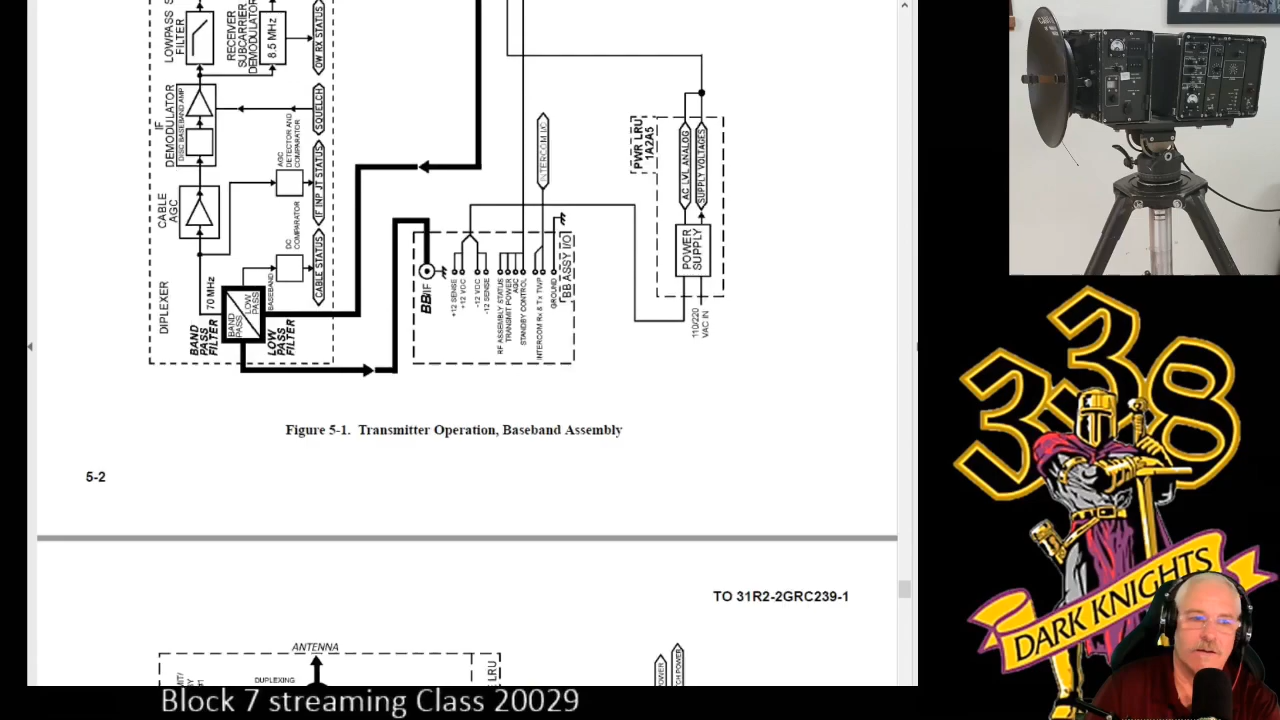 LOWPASS
FILTER
RECEIVER
SUBCARRIER
DEMODULATOR
8.5 MHz
OW RX STATUS
IF
DEMODULATOR
DISC BASEBAND AMP
SQUELCH
CABLE
AGC
AGC
DETECTOR AND
COMPARATOR
IF INP JT STATUS
DC
COMPARATOR
CABLE STATUS
DIPLEXER
70 MHz
BASEBAND
BAND
PASS
LOW
PASS
BAND
PASS
FILTER
LOW
PASS
FILTER
BB/IF
+12 SENSE
+12 VDC
-12 VDC
-12 SENSE
RF ASSEMBLY STATUS
TRANSMIT POWER
AGC
STANDBY CONTROL
INTERCOM Rx & Tx TW/P
GROUND
BB ASSY I/O
INTERCOM I/O
PWR LRU
1A2A5
AC LVL ANALOG
SUPPLY VOLTAGES
POWER
SUPPLY
110/220
VAC IN
Figure 5-1. Transmitter Operation, Baseband Assembly
5-2
TO 31R2-2GRC239-1
ANTENNA
DUPLEXING
LRU
338
DARK KNIGHTS
Block 7 streaming Class 20029